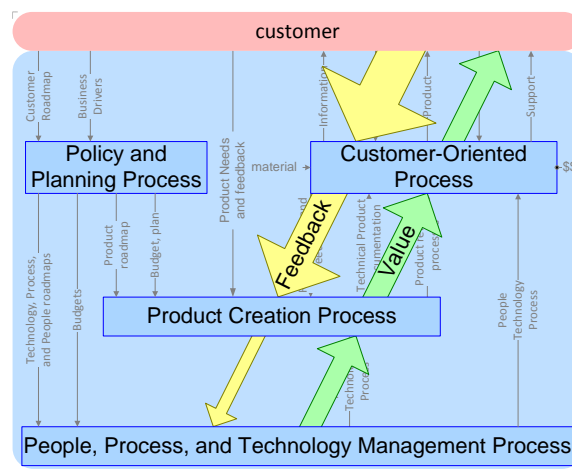 customer
Customer
Roadmap
Business
Drivers
Product Needs
and feedback
Information
Product
Support
Policy and
Planning Process
material
Customer-Oriented
Process
Technology, Process,
and People roadmaps
Budgets
Product
roadmap
Budget, plan
Feedback
Technical Product
Value
Product
process
People
Technology
Process
Product Creation Process
Process
People, Process, and Technology Management Process